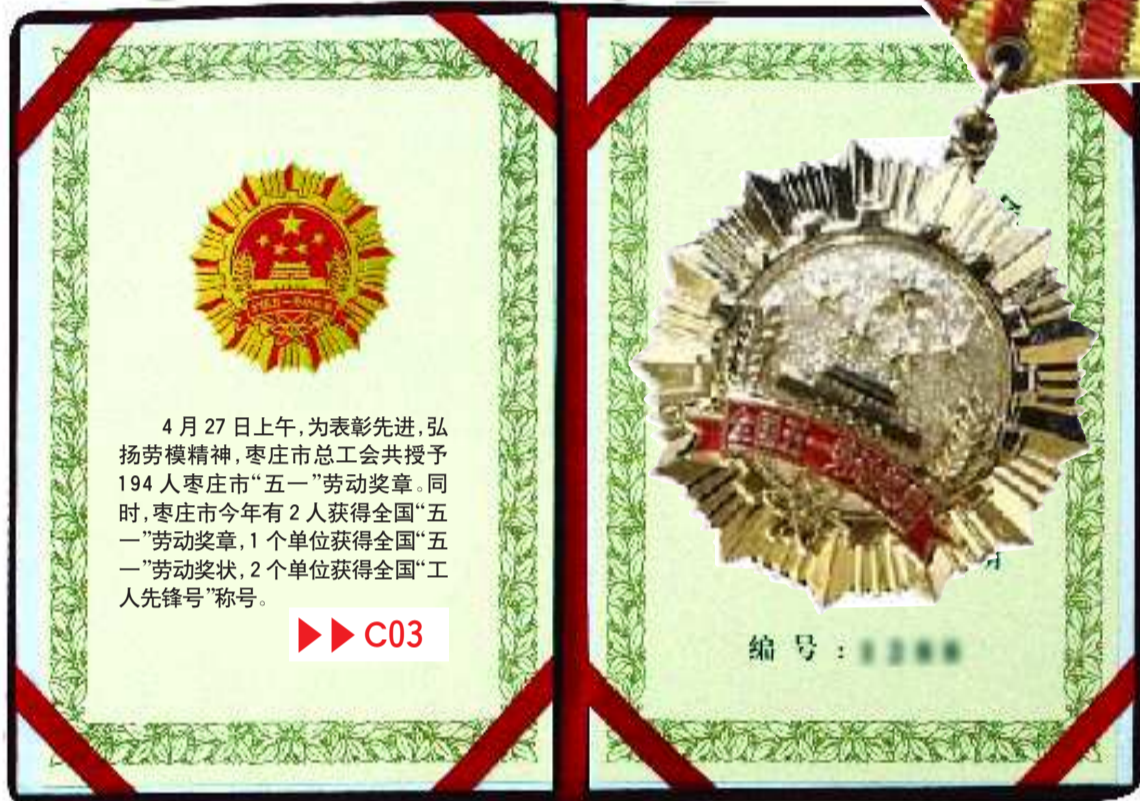 4月27日上午,为表彰先进,弘
扬劳模精神,枣庄市总工会共授予
194人枣庄市“五一”劳动奖章。同
时,枣庄市今年有2人获得全国“五
一”劳动奖章,1个单位获得全国“五
一”劳动奖状,2个单位获得全国“工
人先锋号”称号。
C03
编号: